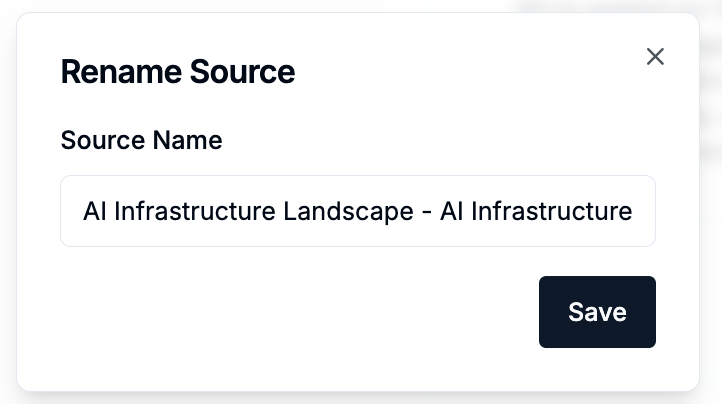 Rename Source
Source Name
AI Infrastructure Landscape - AI Infrastructure
Save